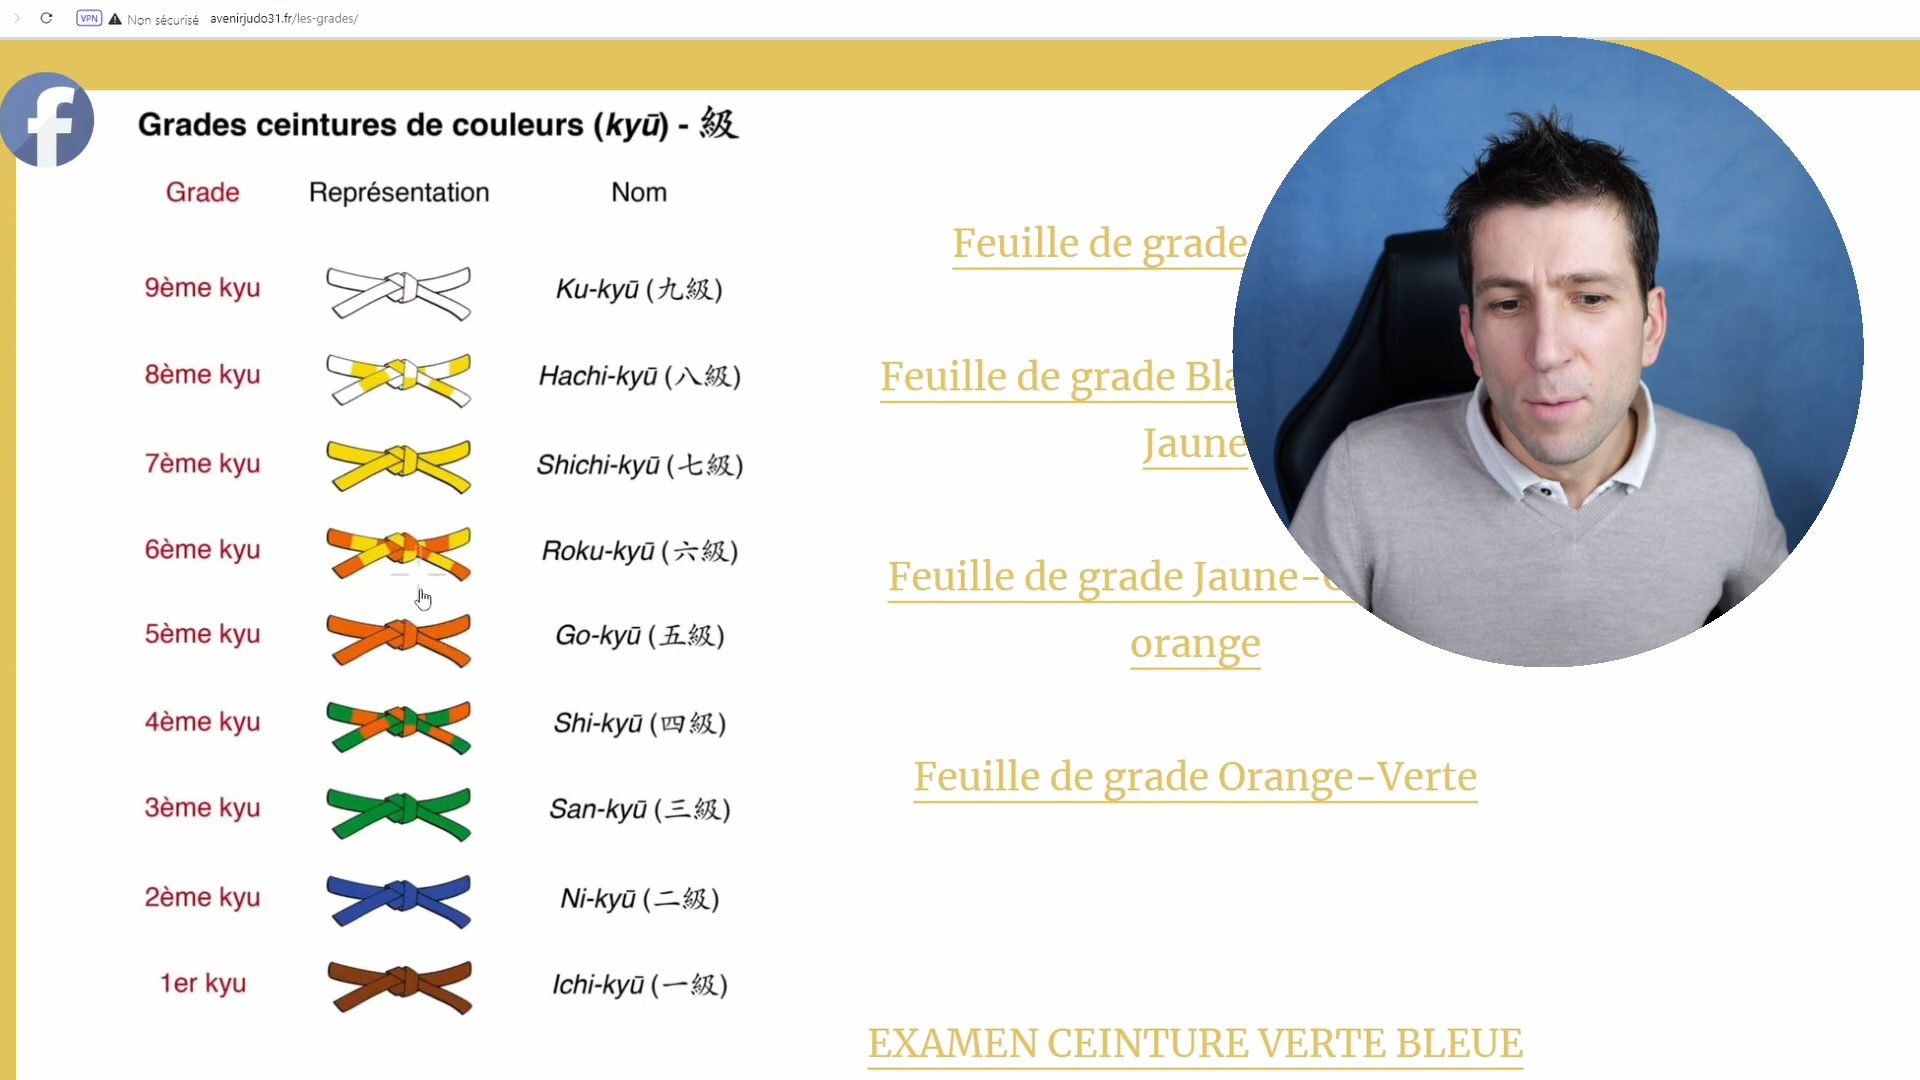 VPN Non sécurisé avenirjudo31.fr/les-grades/
Grades ceintures de couleurs (kyū) - 級
Grade Représentation Nom
9ème kyu Ku-kyū (九級)
8ème kyu Hachi-kyū (八級)
7ème kyu Shichi-kyū (七級)
6ème kyu Roku-kyū (六級)
5ème kyu Go-kyū (五級)
4ème kyu Shi-kyū (四級)
3ème kyu San-kyū (三級)
2ème kyu Ni-kyū (二級)
1er kyu Ichi-kyū (一級)
Feuille de grade
Feuille de grade
Jaune
Feuille de grade Jaune-
orange
Feuille de grade Orange-Verte
EXAMEN CEINTURE VERTE BLEUE